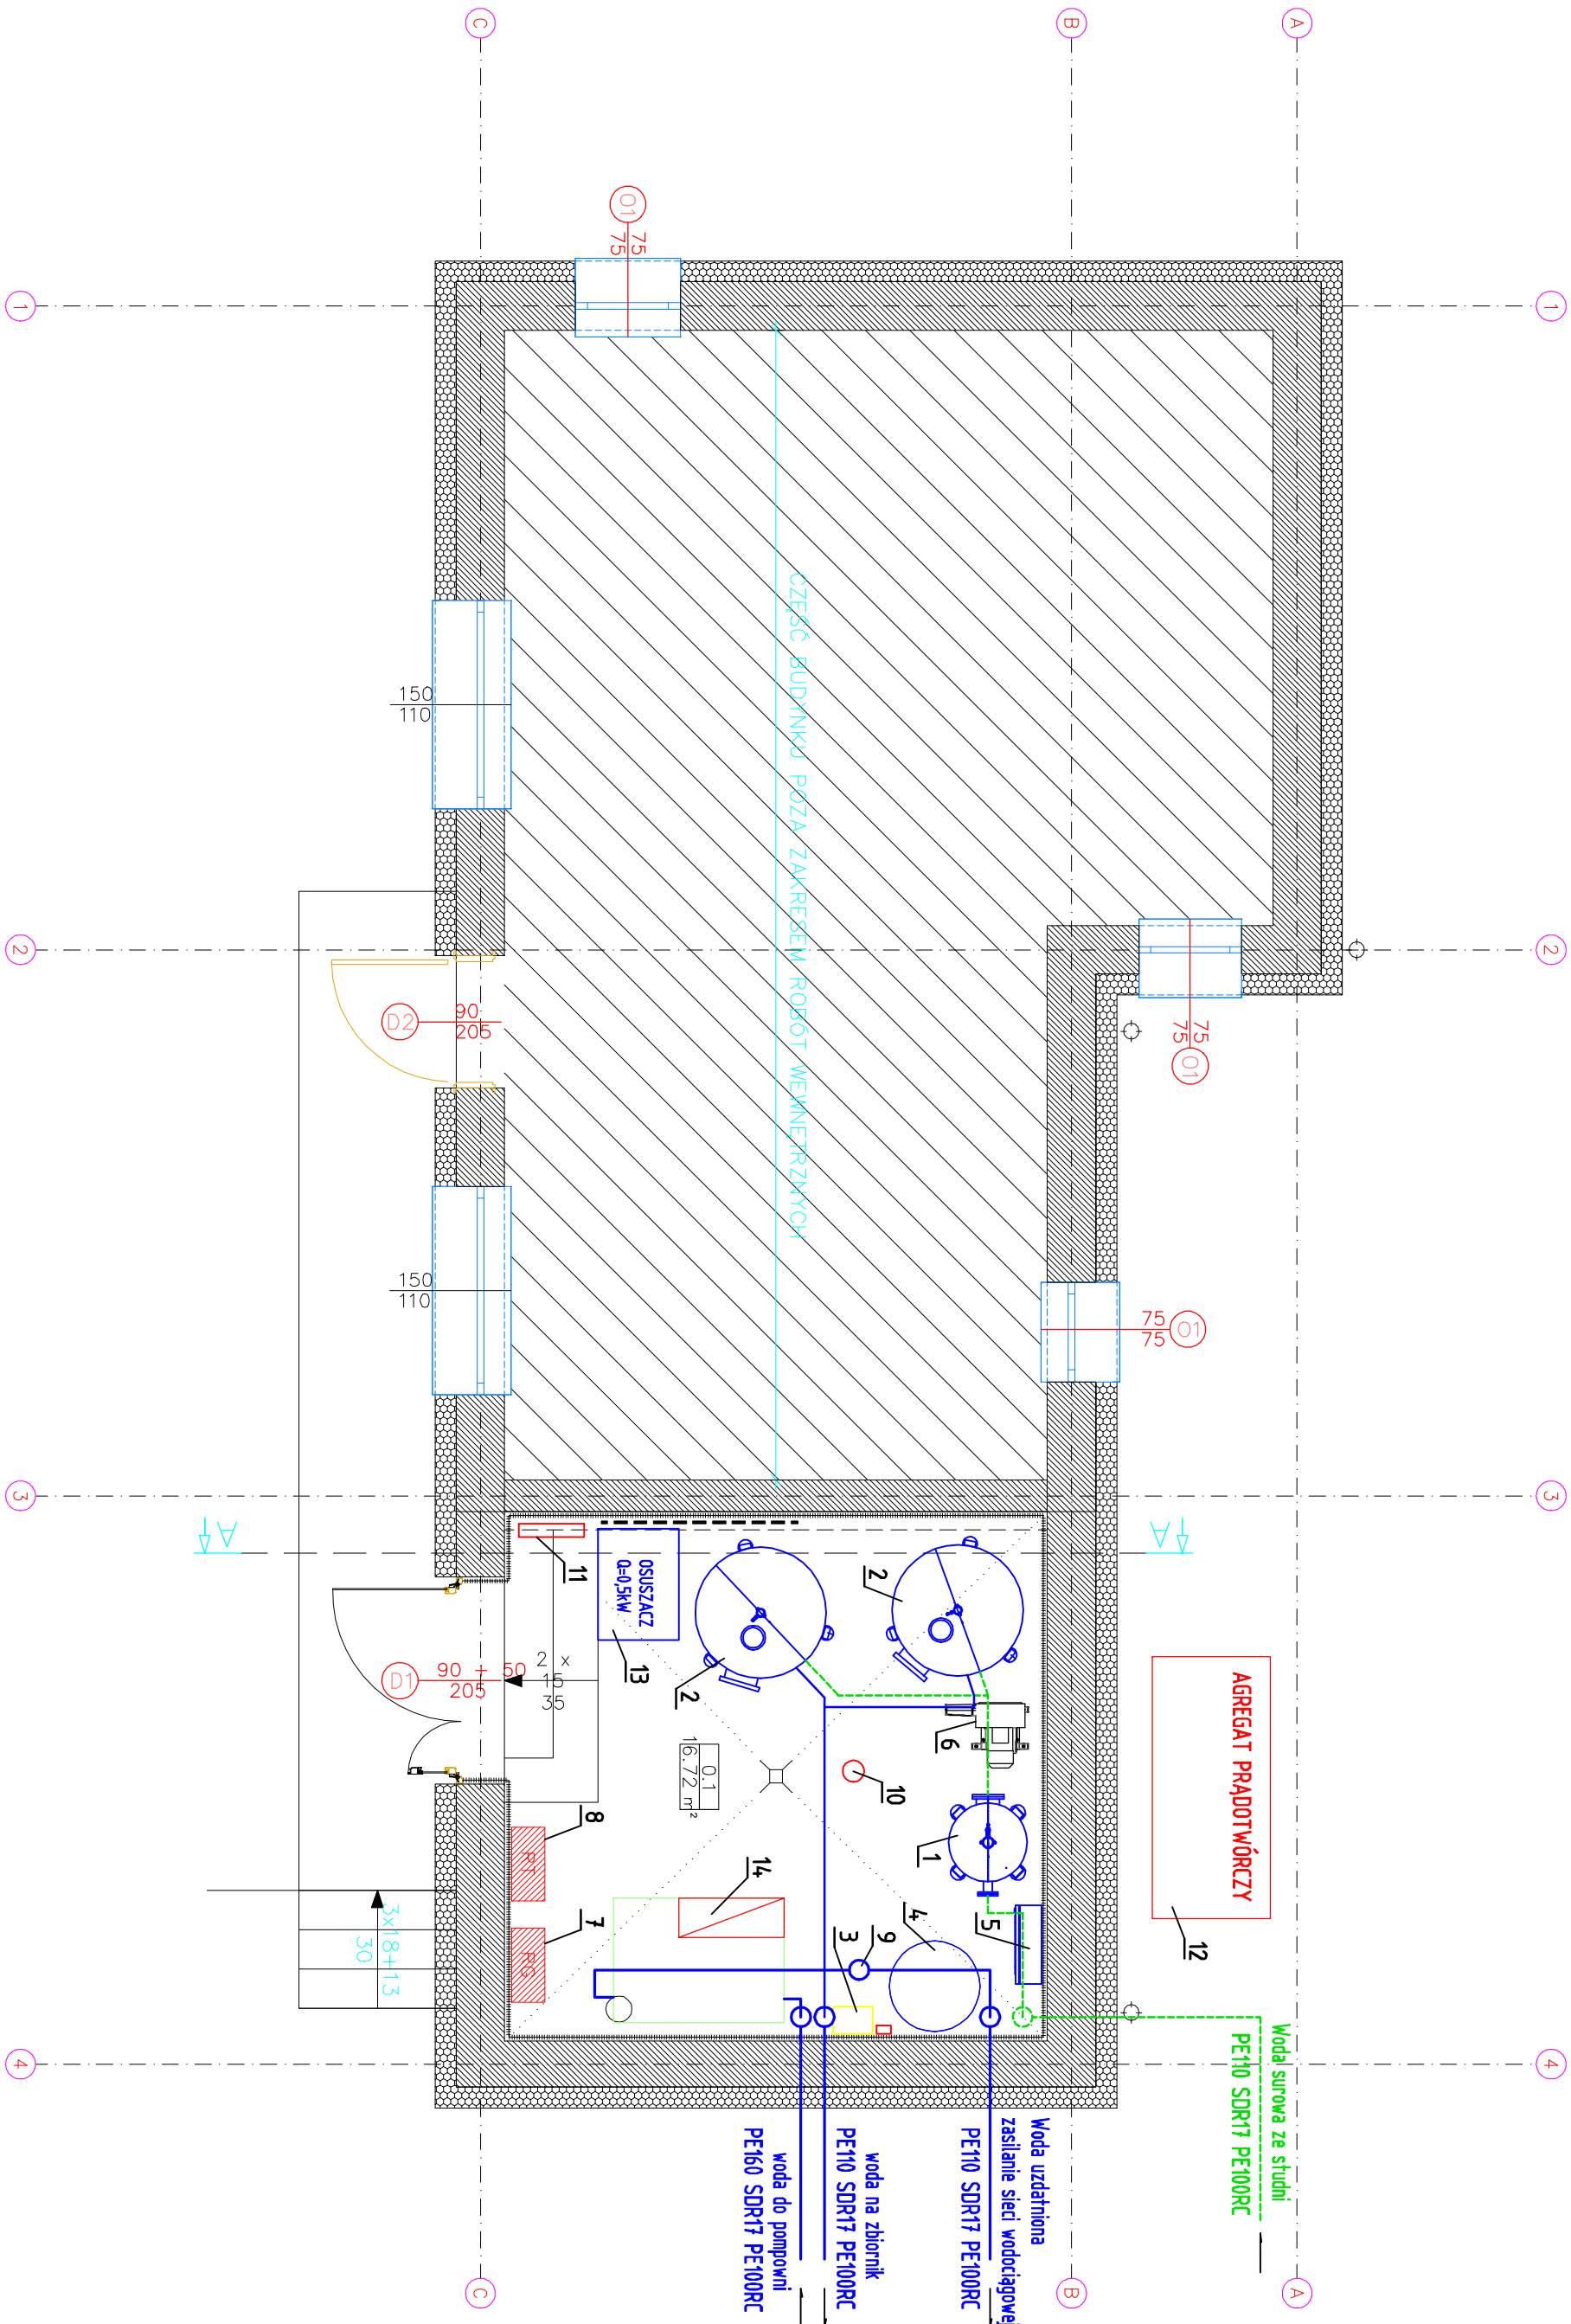 C
B
A
1
1
O1
75
75
CZĘŚĆ BUDYNKU POZA ZAKRESEM ROBÓT WEWNĘTRZNYCH
150
110
2
2
D2
90
205
75
75
O1
150
110
75
75
O1
3
3
A
A
11
OSUSZACZ
Q=0,5kW
13
2
2
D1
90 + 50
205
2 x
15
35
6
10
0.1
16.72 m²
1
AGREGAT PRĄDOTWÓRCZY
12
8
RT
7
RG
14
3
9
4
5
3x18+13
30
4
4
Woda surowa ze studni
PE110 SDR17 PE100RC
Woda uzdatniona
zasilanie sieci wodociągowej
PE110 SDR17 PE100RC
woda na zbiornik
PE110 SDR17 PE100RC
woda do pompowni
PE160 SDR17 PE100RC
C
B
A